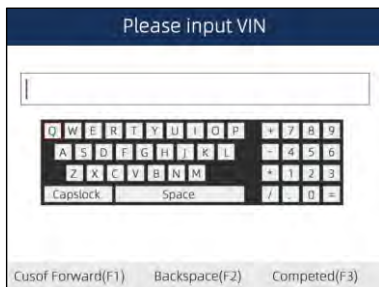 Please input VIN
Q W E R T Y U I O P + 7 8 9
A S D F G H J K L - 4 5 6
Z X C V B N M * 1 2 3
Capslock Space / . 0 =
Cusof Forward(F1) Backspace(F2) Competed(F3)